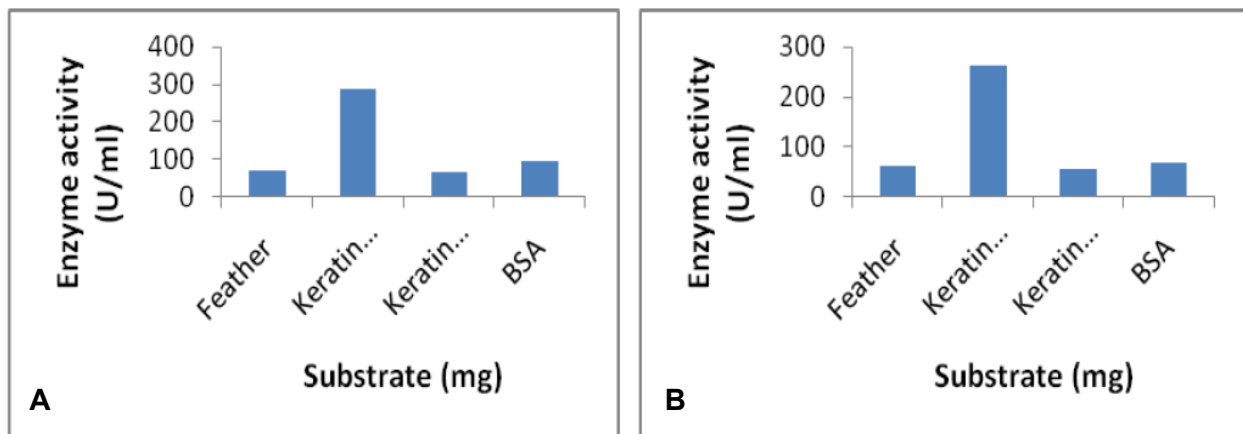 Enzyme activity
(U/ml)
400
300
200
100
0
Feather
Keratin...
Keratin...
BSA
Substrate (mg)
A
Enzyme activity
(U/ml)
300
200
100
0
Feather
Keratin...
Keratin...
BSA
Substrate (mg)
B